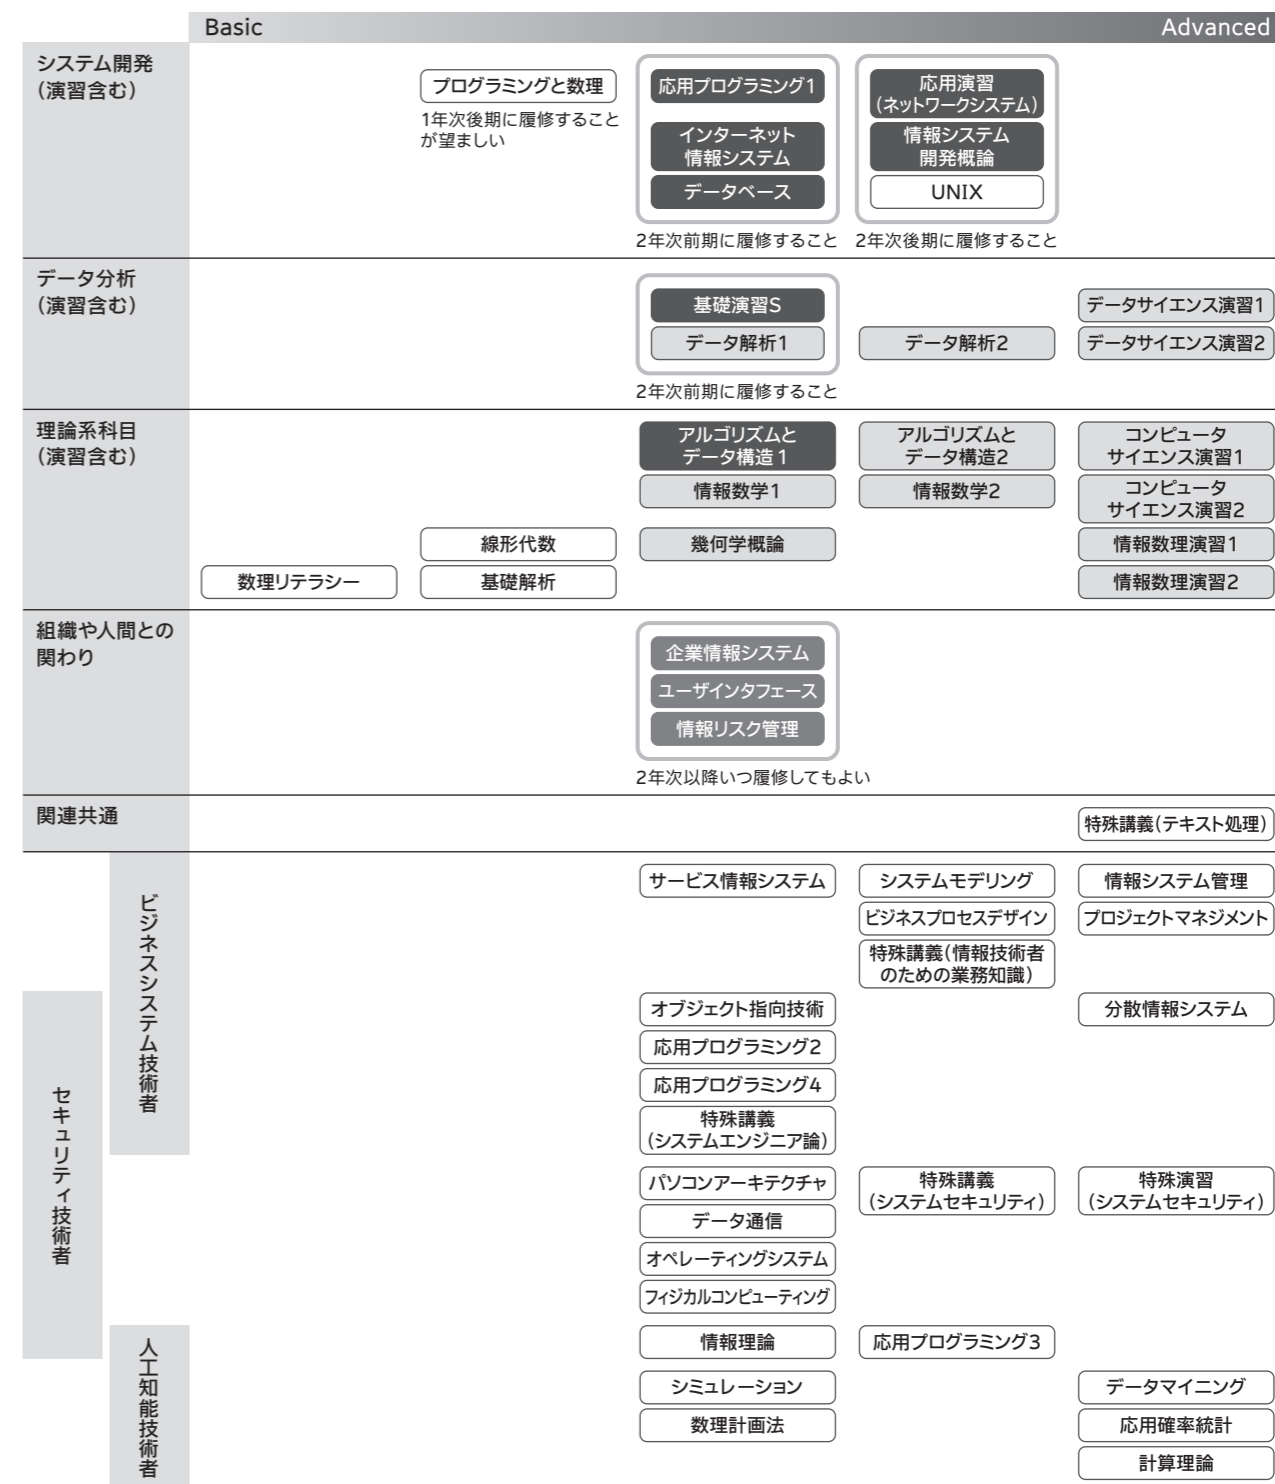 Basic
Advanced
システム開発
（演習含む）
プログラミングと数理
1年次後期に履修すること
が望ましい
応用プログラミング1
インターネット
情報システム
データベース
2年次前期に履修すること
応用演習
（ネットワークシステム）
情報システム
開発概論
UNIX
2年次後期に履修すること
データ分析
（演習含む）
基礎演習S
データ解析1
2年次前期に履修すること
データ解析2
データサイエンス演習1
データサイエンス演習2
理論系科目
（演習含む）
アルゴリズムと
データ構造1
アルゴリズムと
データ構造2
コンピュータ
サイエンス演習1
情報数学1
情報数学2
コンピュータ
サイエンス演習2
線形代数
幾何学概論
情報数理演習1
数理リテラシー
基礎解析
情報数理演習2
組織や人間との
関わり
企業情報システム
ユーザインタフェース
情報リスク管理
2年次以降いつ履修してもよい
関連共通
特殊講義（テキスト処理）
ビジネスシステム技術者
サービス情報システム
システムモデリング
情報システム管理
ビジネスプロセスデザイン
プロジェクトマネジメント
特殊講義（情報技術者
のための業務知識）
セキュリティ技術者
オブジェクト指向技術
分散情報システム
応用プログラミング2
応用プログラミング4
特殊講義
（システムエンジニア論）
パソコンアーキテクチャ
特殊講義
（システムセキュリティ）
特殊演習
（システムセキュリティ）
データ通信
オペレーティングシステム
フィジカルコンピューティング
人工知能技術者
情報理論
応用プログラミング3
シミュレーション
データマイニング
数理計画法
応用確率統計
計算理論